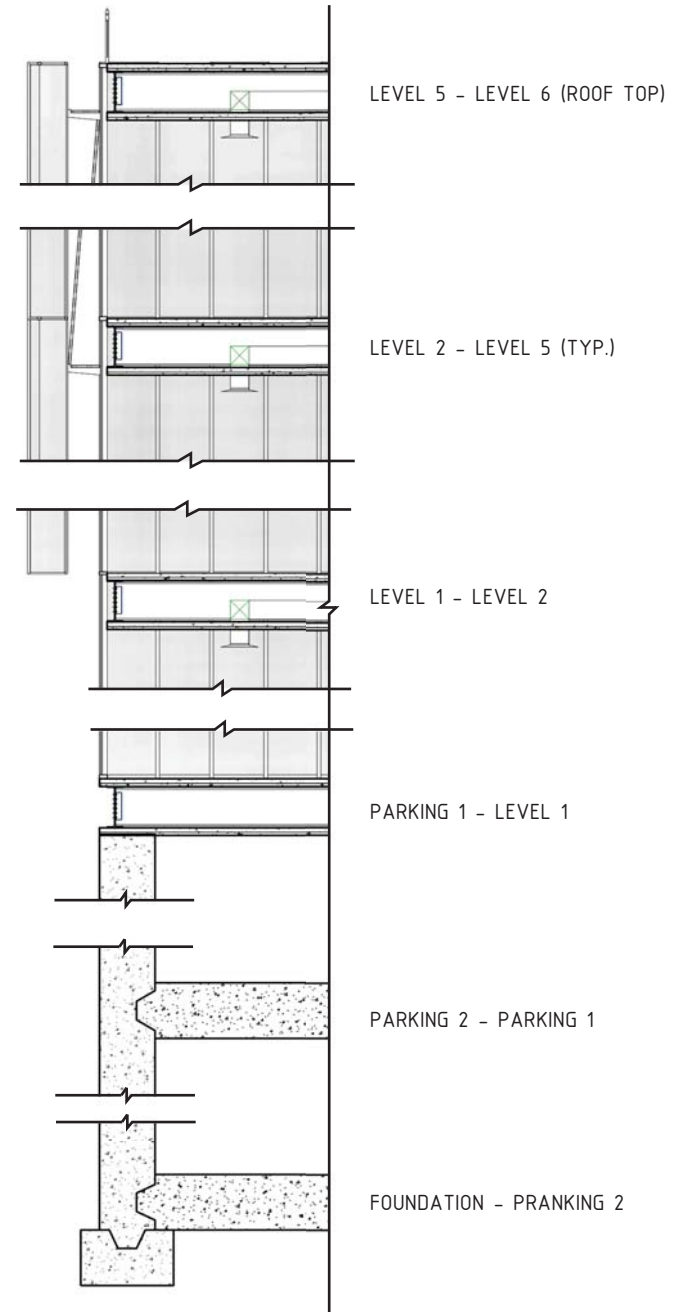 LEVEL 5 – LEVEL 6 (ROOF TOP)
LEVEL 2 – LEVEL 5 (TYP.)
LEVEL 1 – LEVEL 2
PARKING 1 – LEVEL 1
PARKING 2 – PARKING 1
FOUNDATION – PRANKING 2